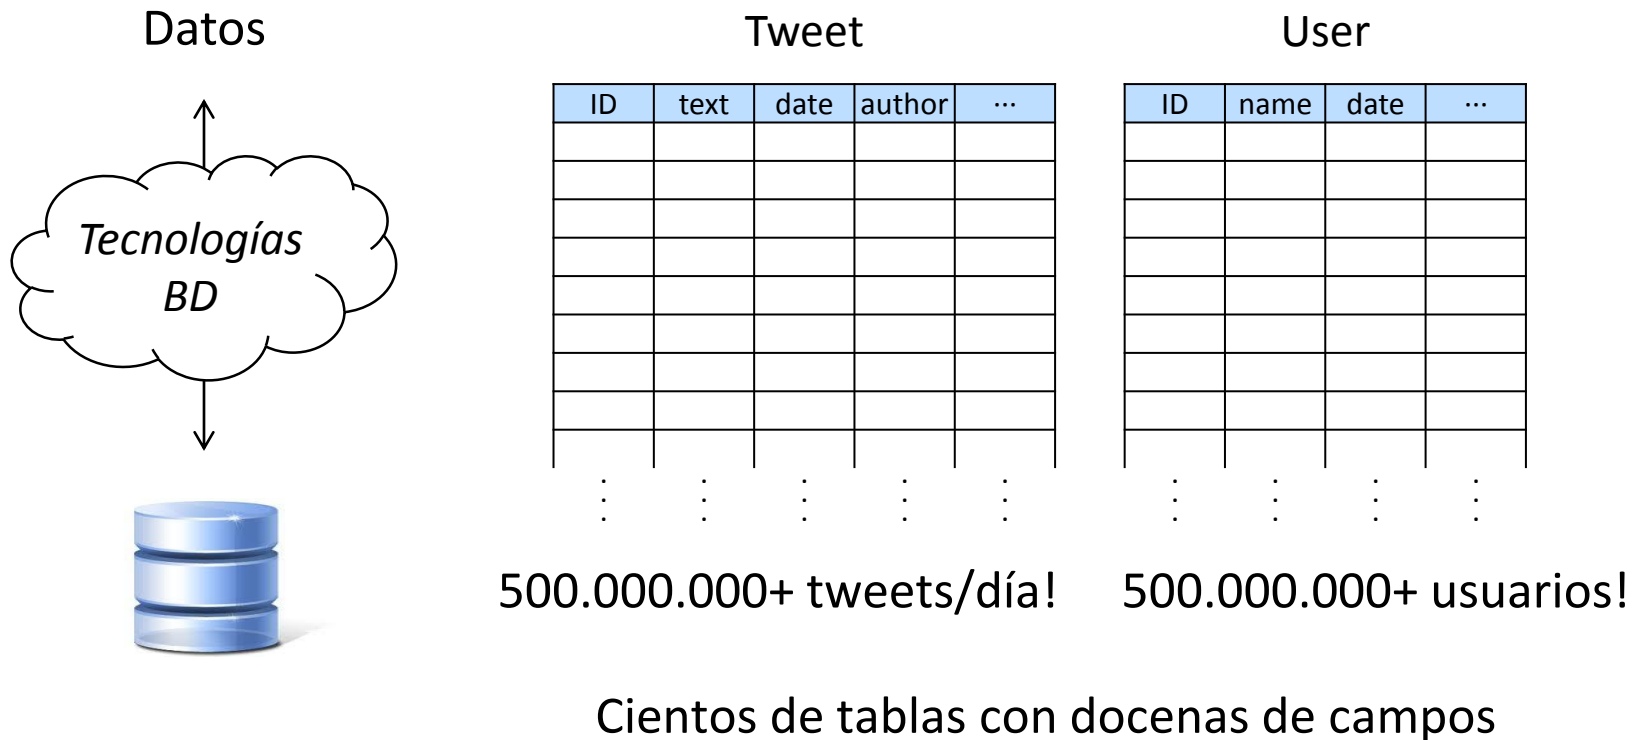 Datos
Tecnologías
BD
Tweet
ID text date author ...
500.000.000+ tweets/día!
User
ID name date ...
500.000.000+ usuarios!
Cientos de tablas con docenas de campos